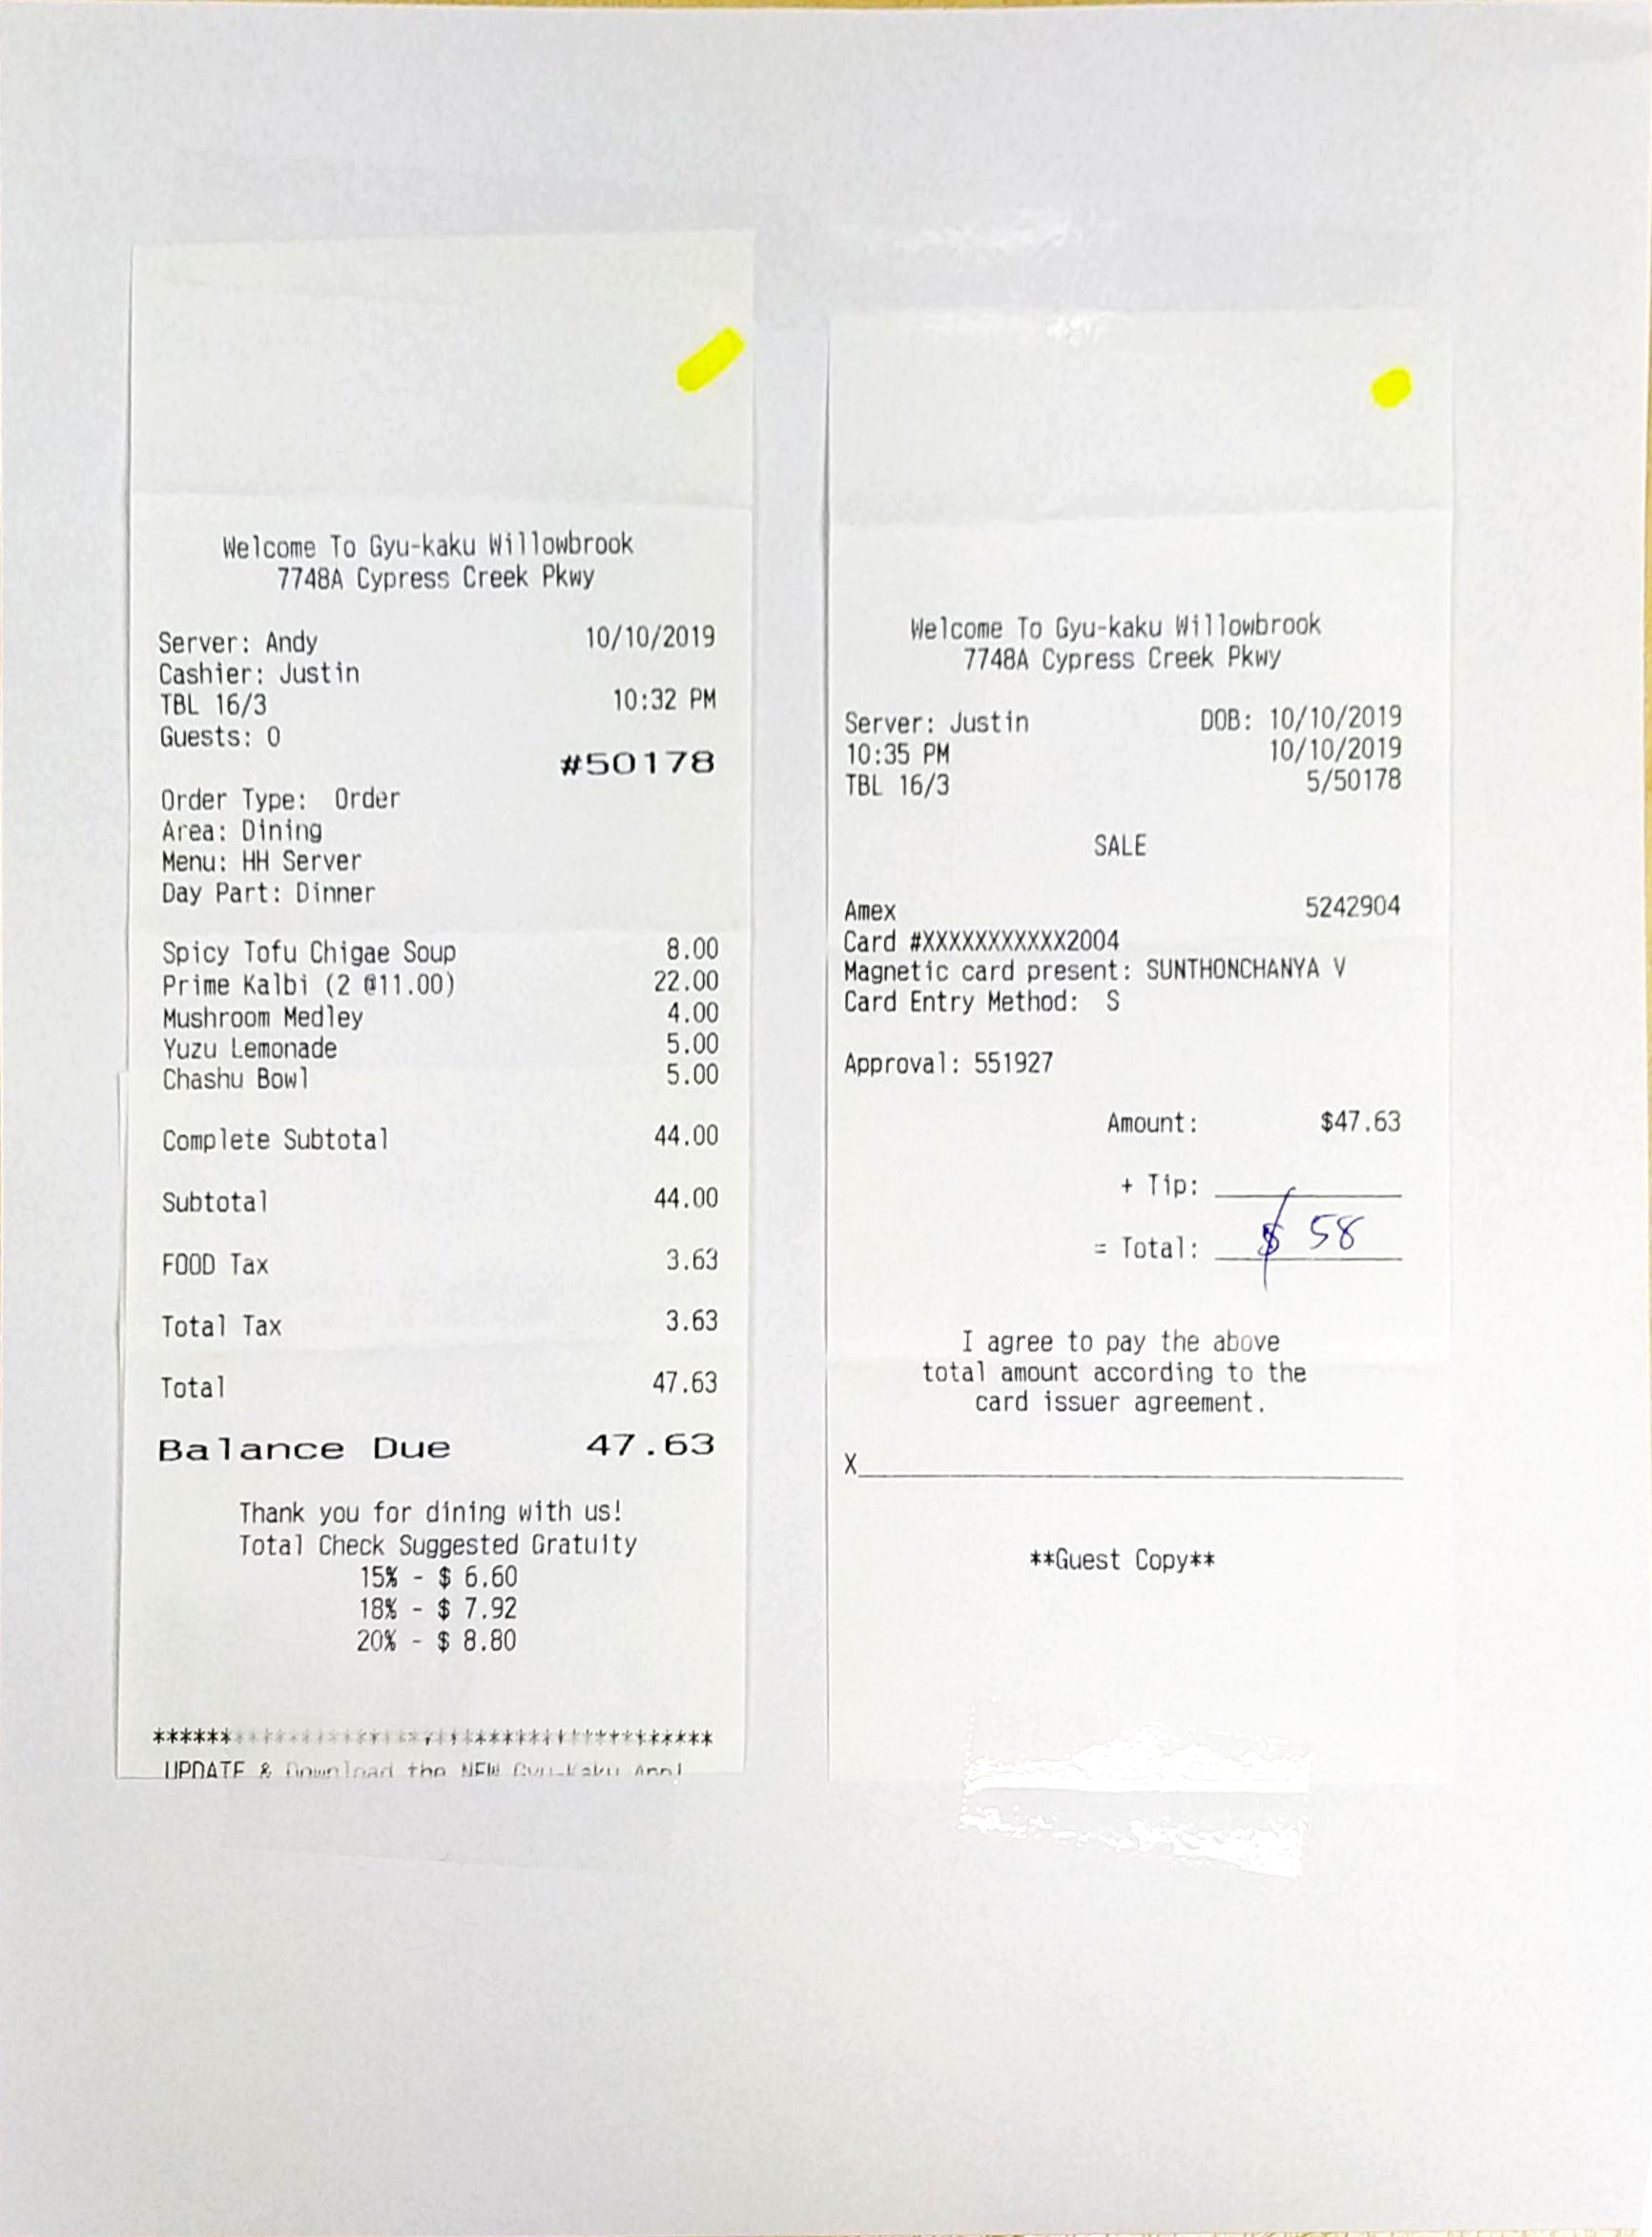 Welcome To Gyu-kaku Willowbrook
7748A Cypress Creek Pkwy
Server: Andy 10/10/2019
Cashier: Justin
TBL 16/3 10:32 PM
Guests: 0
#50178
Order Type: Order
Area: Dining
Menu: HH Server
Day Part: Dinner
Spicy Tofu Chigae Soup 8.00
Prime Kalbi (2 @11.00) 22.00
Mushroom Medley 4.00
Yuzu Lemonade 5.00
Chashu Bowl 5.00
Complete Subtotal 44.00
Subtotal 44.00
FOOD Tax 3.63
Total Tax 3.63
Total 47.63
Balance Due 47.63
Thank you for dining with us!
Total Check Suggested Gratuity
15% - $ 6.60
18% - $ 7.92
20% - $ 8.80
******************************************
UPDATE & Download the NEW Gyu-Kaku App!
Welcome To Gyu-kaku Willowbrook
7748A Cypress Creek Pkwy
Server: Justin DOB: 10/10/2019
10:35 PM 10/10/2019
TBL 16/3 5/50178
SALE
Amex 5242904
Card #XXXXXXXXXXX2004
Magnetic card present: SUNTHONCHANYA V
Card Entry Method: S
Approval: 551927
Amount: $47.63
+ Tip:
= Total: $ 58
I agree to pay the above
total amount according to the
card issuer agreement.
X
**Guest Copy**